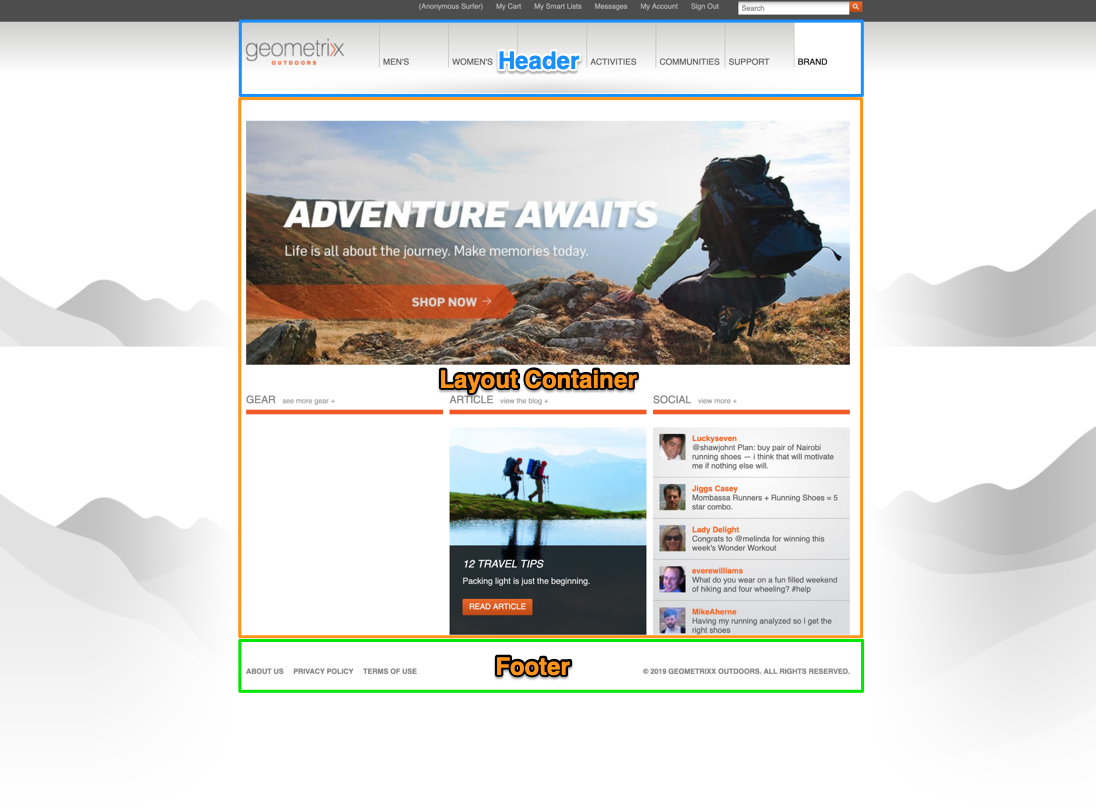 (Anonymous Surfer) My Cart My Smart Lists Messages My Account Sign Out Search
geometrixx
OUTDOORS
MEN'S WOMEN'S Header ACTIVITIES COMMUNITIES SUPPORT BRAND
ADVENTURE AWAITS
Life is all about the journey. Make memories today.
SHOP NOW →
Layout Container
GEAR see more gear +
ARTICLE view the blog +
SOCIAL view more +
12 TRAVEL TIPS
Packing light is just the beginning.
READ ARTICLE
Luckyseven
@shawjohnt Plan: buy pair of Nairobi
running shoes — i think that will motivate
me if nothing else will.
Jiggs Casey
Mombassa Runners + Running Shoes = 5
star combo.
Lady Delight
Congrats to @melinda for winning this
week's Wonder Workout
everewilliams
What do you wear on a fun filled weekend
of hiking and four wheeling? #help
MikeAherne
Having my running analyzed so I get the
right shoes
ABOUT US PRIVACY POLICY TERMS OF USE Footer © 2019 GEOMETRIXX OUTDOORS. ALL RIGHTS RESERVED.